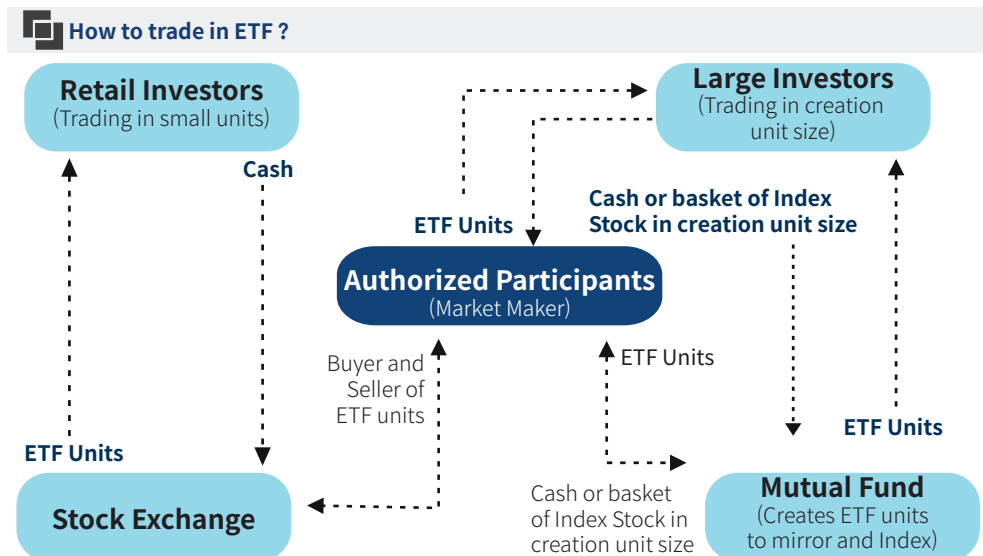 How to trade in ETF ?
Retail Investors
(Trading in small units)
Large Investors
(Trading in creation
unit size)
Cash
Cash or basket of Index
Stock in creation unit size
ETF Units
Authorized Participants
(Market Maker)
Buyer and
Seller of
ETF units
ETF Units
ETF Units
ETF Units
Stock Exchange
Cash or basket
of Index Stock in
creation unit size
Mutual Fund
(Creates ETF units
to mirror and Index)